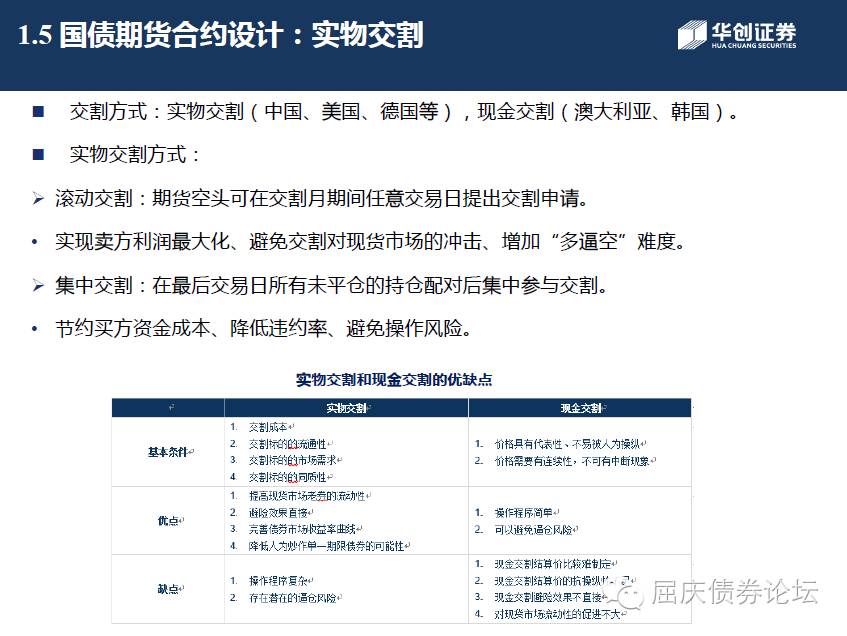 1.5 国债期货合约设计：实物交割
华创证券
HUA CHUANG SECURITIES
■ 交割方式：实物交割（中国、美国、德国等），现金交割（澳大利亚、韩国）。
■ 实物交割方式：
➢ 滚动交割：期货空头可在交割月期间任意交易日提出交割申请。
• 实现卖方利润最大化、避免交割对现货市场的冲击、增加“多逼空”难度。
➢ 集中交割：在最后交易日所有未平仓的持仓配对后集中参与交割。
• 节约买方资金成本、降低违约率、避免操作风险。
实物交割和现金交割的优缺点
实物交割 现金交割
基本条件
1. 交割成本
2. 交割标的的流通性
3. 交割标的的市场需求
4. 交割标的的同质性
1. 价格具有代表性、不易被人为操纵
2. 价格需要有连续性，不可有中断现象
优点
1. 提高现货市场老券的流动性
2. 避险效果直接
3. 完善债券市场收益率曲线
4. 降低人为炒作单一期限债券的可能性
1. 操作程序简单
2. 可以避免逼仓风险
缺点
1. 操作程序复杂
2. 存在潜在的逼仓风险
1. 现金交割结算价比较难制定
2. 现金交割结算价的抗操纵
3. 现金交割避险效果不直接
4. 对现货市场流动性的促进不大
屈庆债券论坛